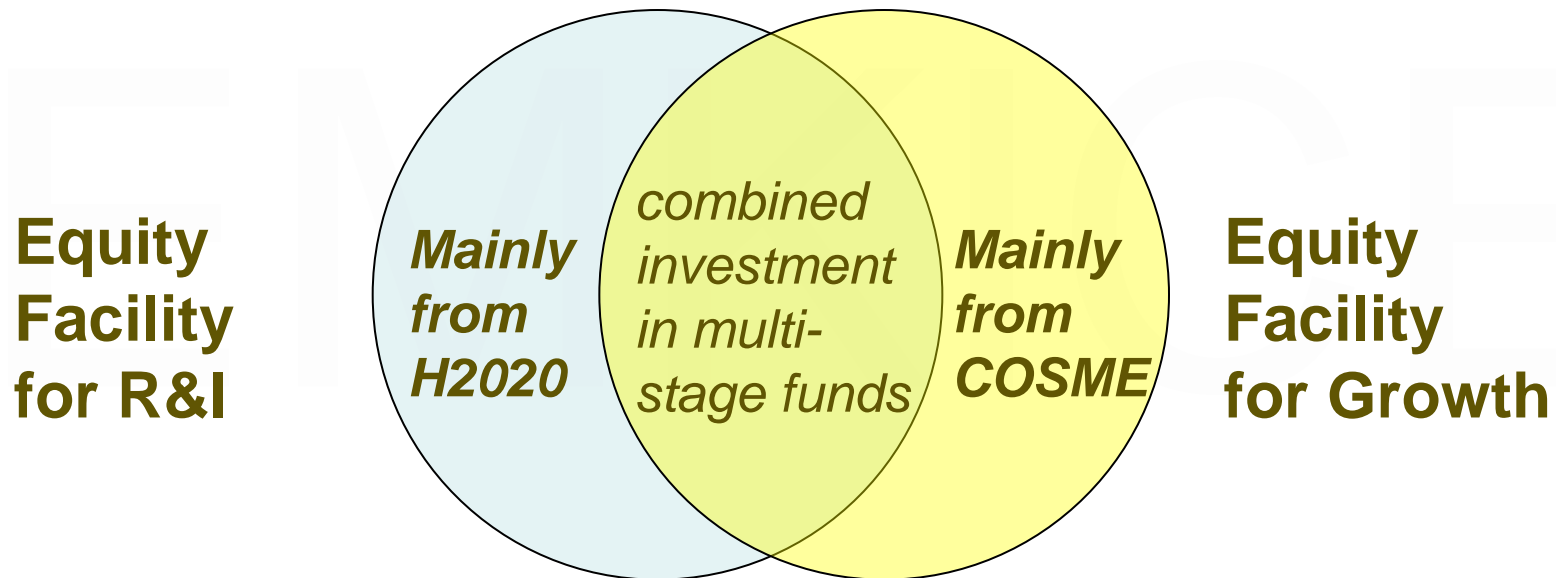 Equity
Facility
for R&I
Mainly
from
H2020
combined
investment
in multi-
stage funds
Mainly
from
COSME
Equity
Facility
for Growth